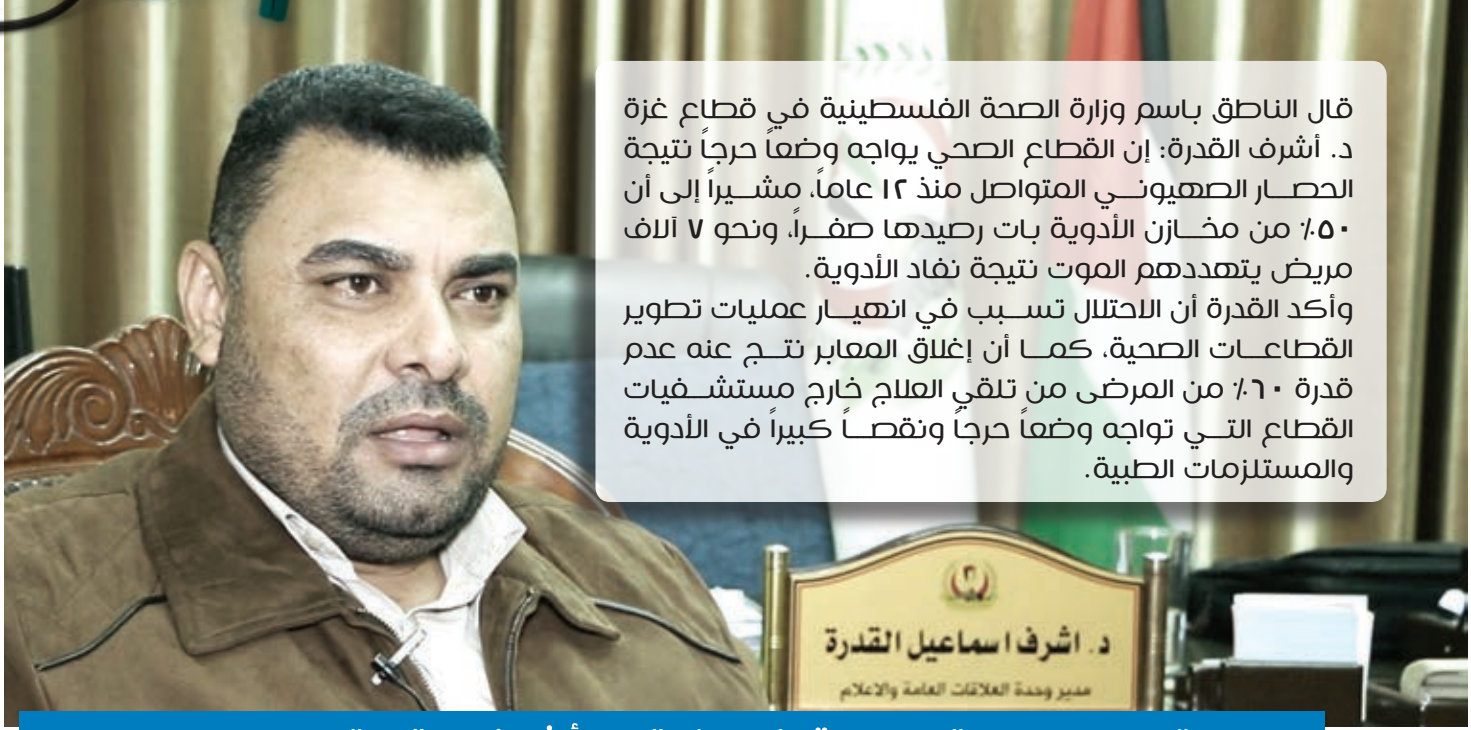 قال الناطق باسم وزارة الصحة الفلسطينية في قطاع غزة
د. أشرف القدرة: إن القطاع الصحي يواجه وضعاً حرجاً نتيجة
الحصـــار الصهيونـــي المتواصل منذ ١٢ عاماً، مشـــيراً إلى أن
٥٠٪ من مخـــازن الأدوية بات رصيدها صفـــراً، ونحو ٧ آلاف
مريض يتهددهم الموت نتيجة نفاد الأدوية.
وأكد القدرة أن الاحتلال تســـبب في انهيـــار عمليات تطوير
القطاعـــات الصحية، كمـــا أن إغلاق المعابر نتـــج عنه عدم
قدرة ٦٠٪ من المرضى من تلقي العلاج خارج مستشـــفيات
القطاع التـــي تواجه وضعاً حرجاً ونقصـــاً كبيراً في الأدوية
والمستلزمات الطبية.
د. اشرف اسماعيل القدرة
مدير وحدة العلاقات العامة والاعلام